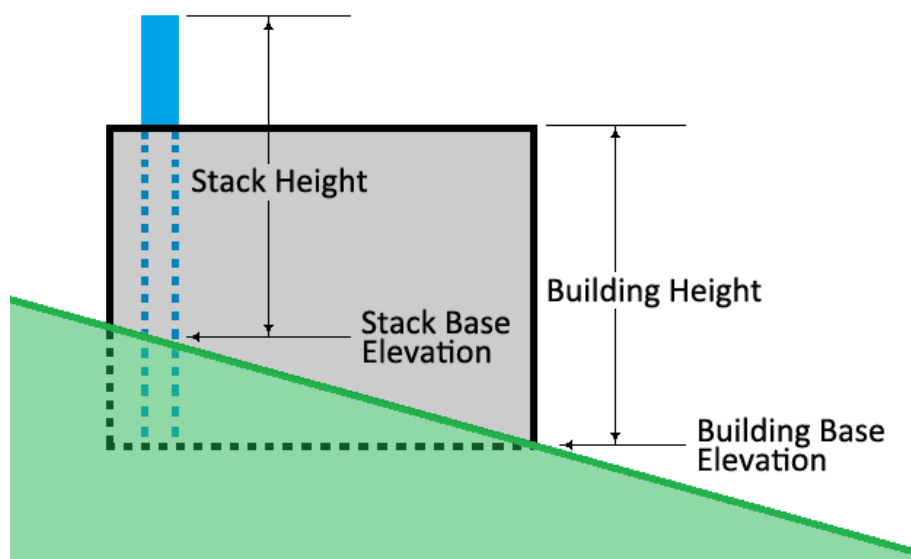 Stack Height
Building Height
Stack Base
Elevation
Building Base
Elevation